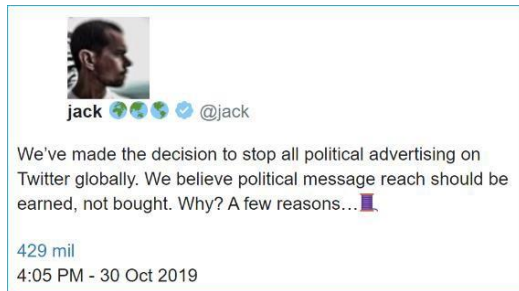 jack 🌍🌏🌎 @jack
We've made the decision to stop all political advertising on
Twitter globally. We believe political message reach should be
earned, not bought. Why? A few reasons…🧵
429 mil
4:05 PM - 30 Oct 2019